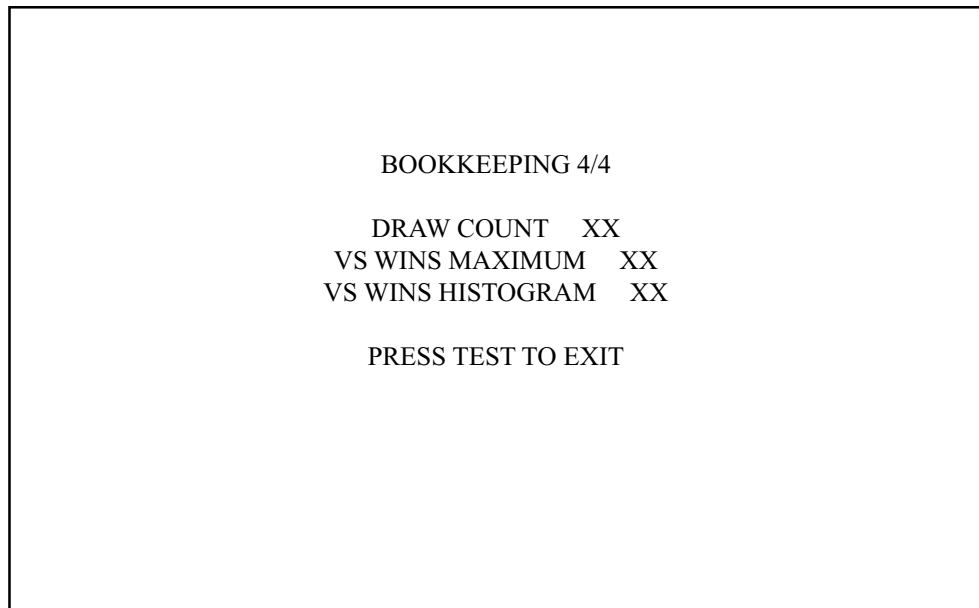 BOOKKEEPING 4/4
DRAW COUNT XX
VS WINS MAXIMUM XX
VS WINS HISTOGRAM XX
PRESS TEST TO EXIT